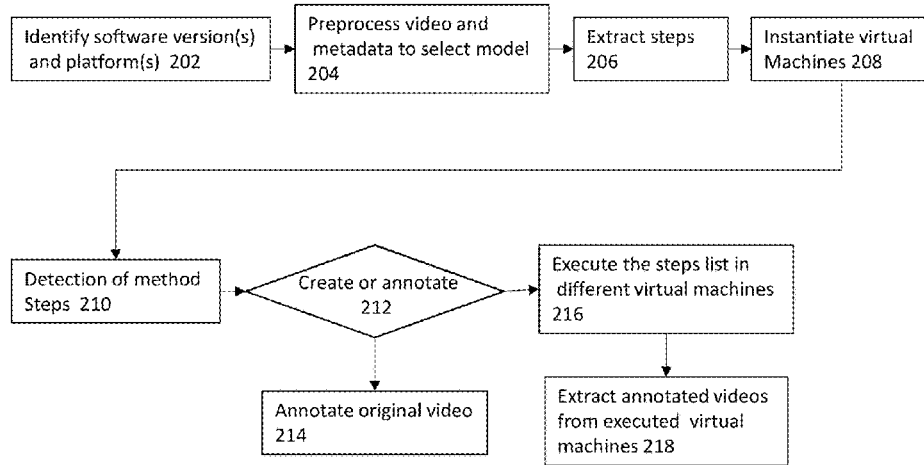 Identify software version(s)
and platform(s) 202
Preprocess video and
metadata to select model
204
Extract steps
206
Instantiate virtual
Machines 208
Detection of method
Steps 210
Create or annotate
212
Execute the steps list in
different virtual machines
216
Annotate original video
214
Extract annotated videos
from executed virtual
machines 218